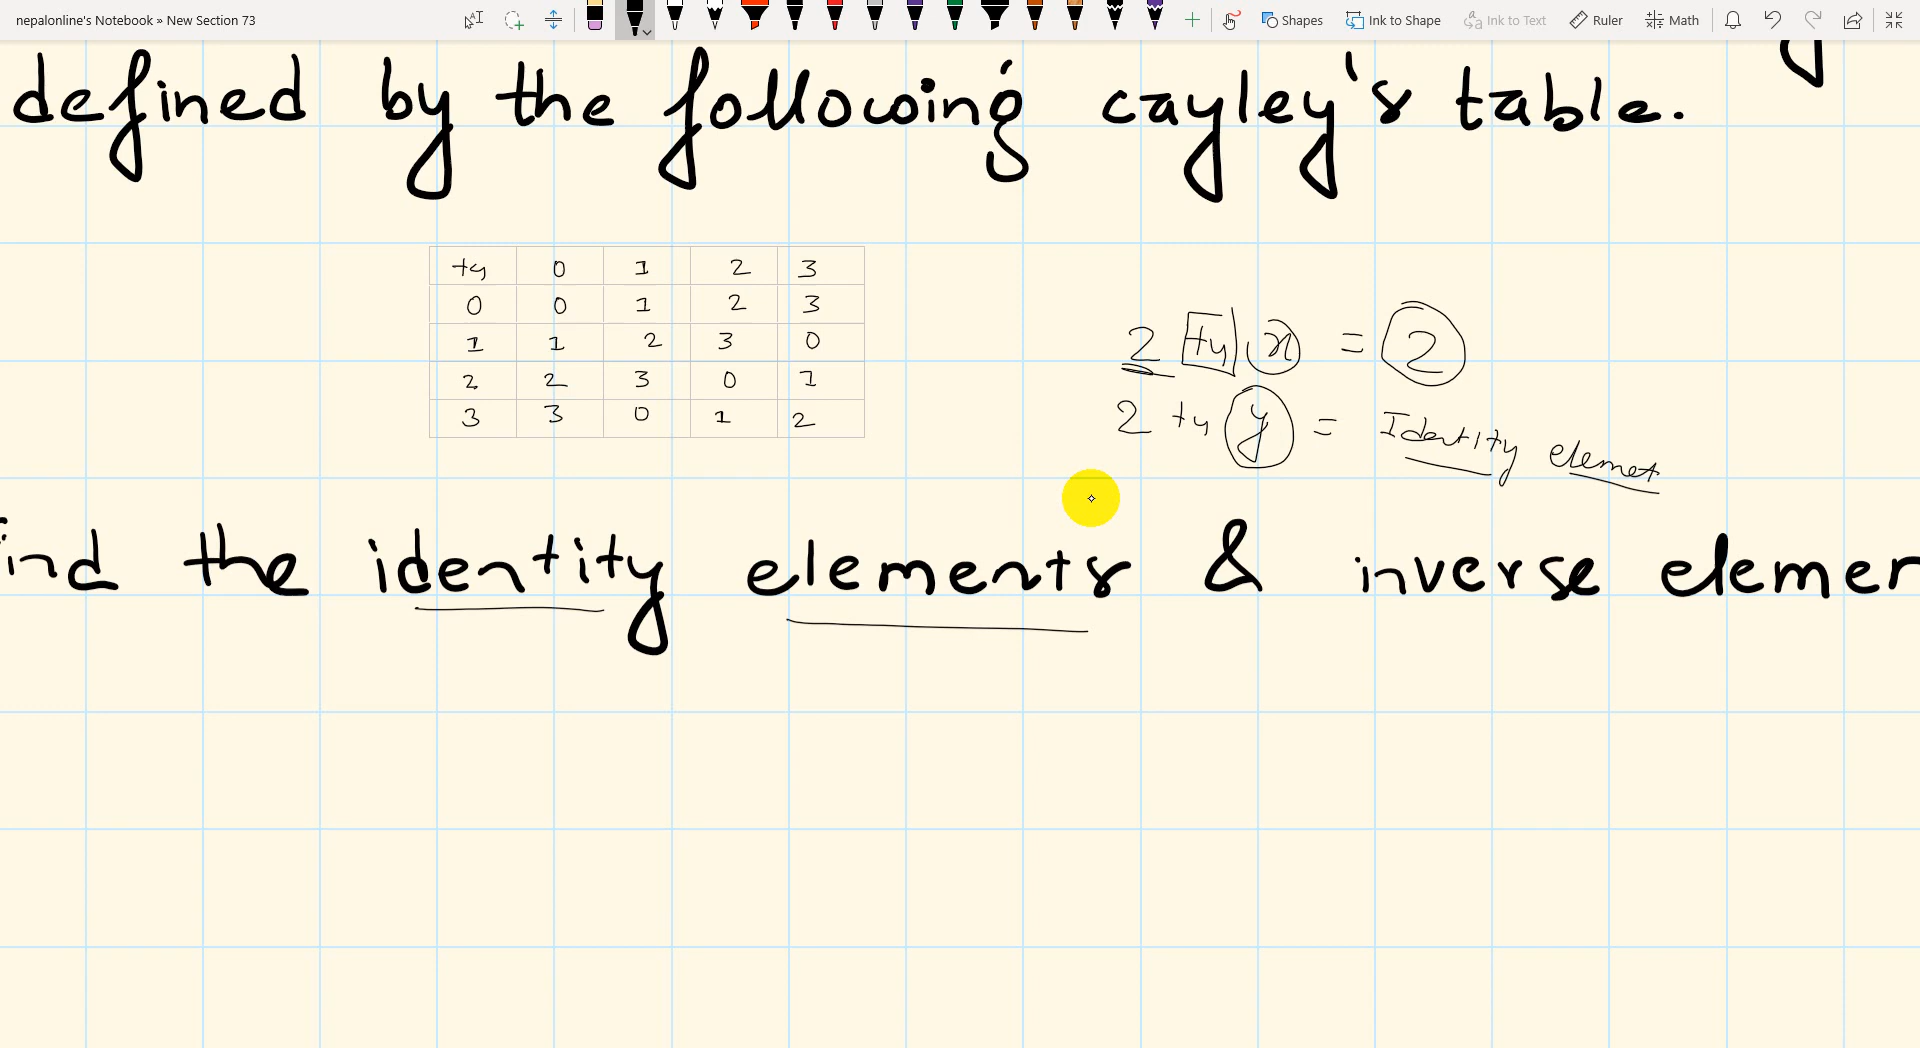 nepalonline's Notebook » New Section 73
Shapes Ink to Shape Ink to Text Ruler Math
defined by the following cayley's table.
+4 0 1 2 3
0 0 1 2 3
1 1 2 3 0
2 2 3 0 1
3 3 0 1 2
2 +4 x = 2
2 +4 y = Identity elemet
ind the identity elements & inverse elemen